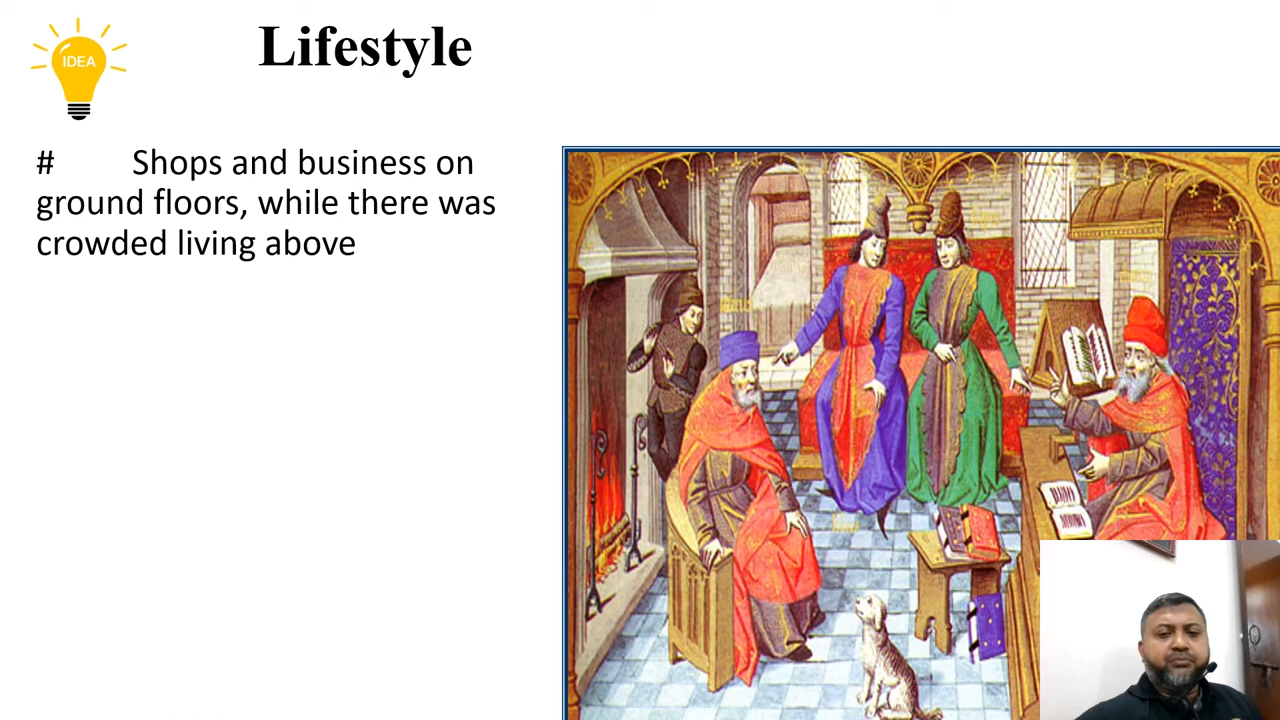 IDEA
Lifestyle
# Shops and business on
ground floors, while there was
crowded living above